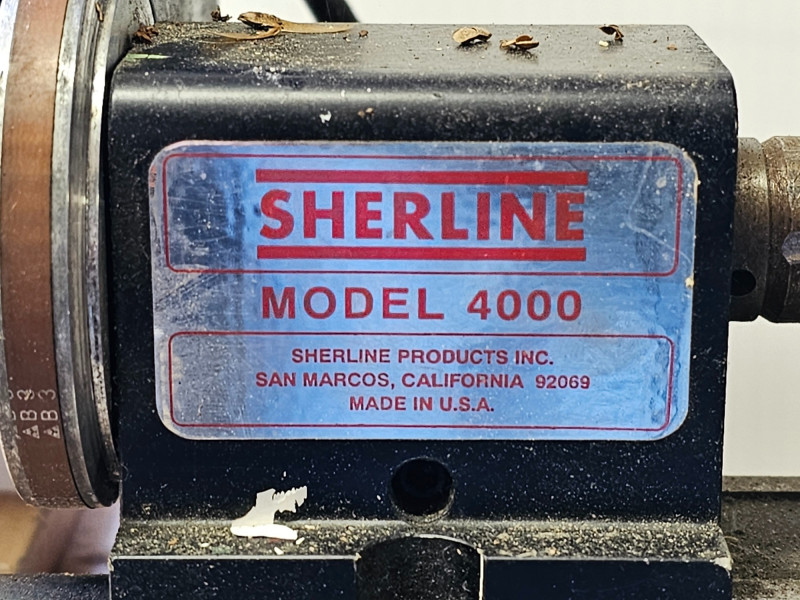 SHERLINE
MODEL 4000
SHERLINE PRODUCTS INC.
SAN MARCOS, CALIFORNIA 92069
MADE IN U.S.A.